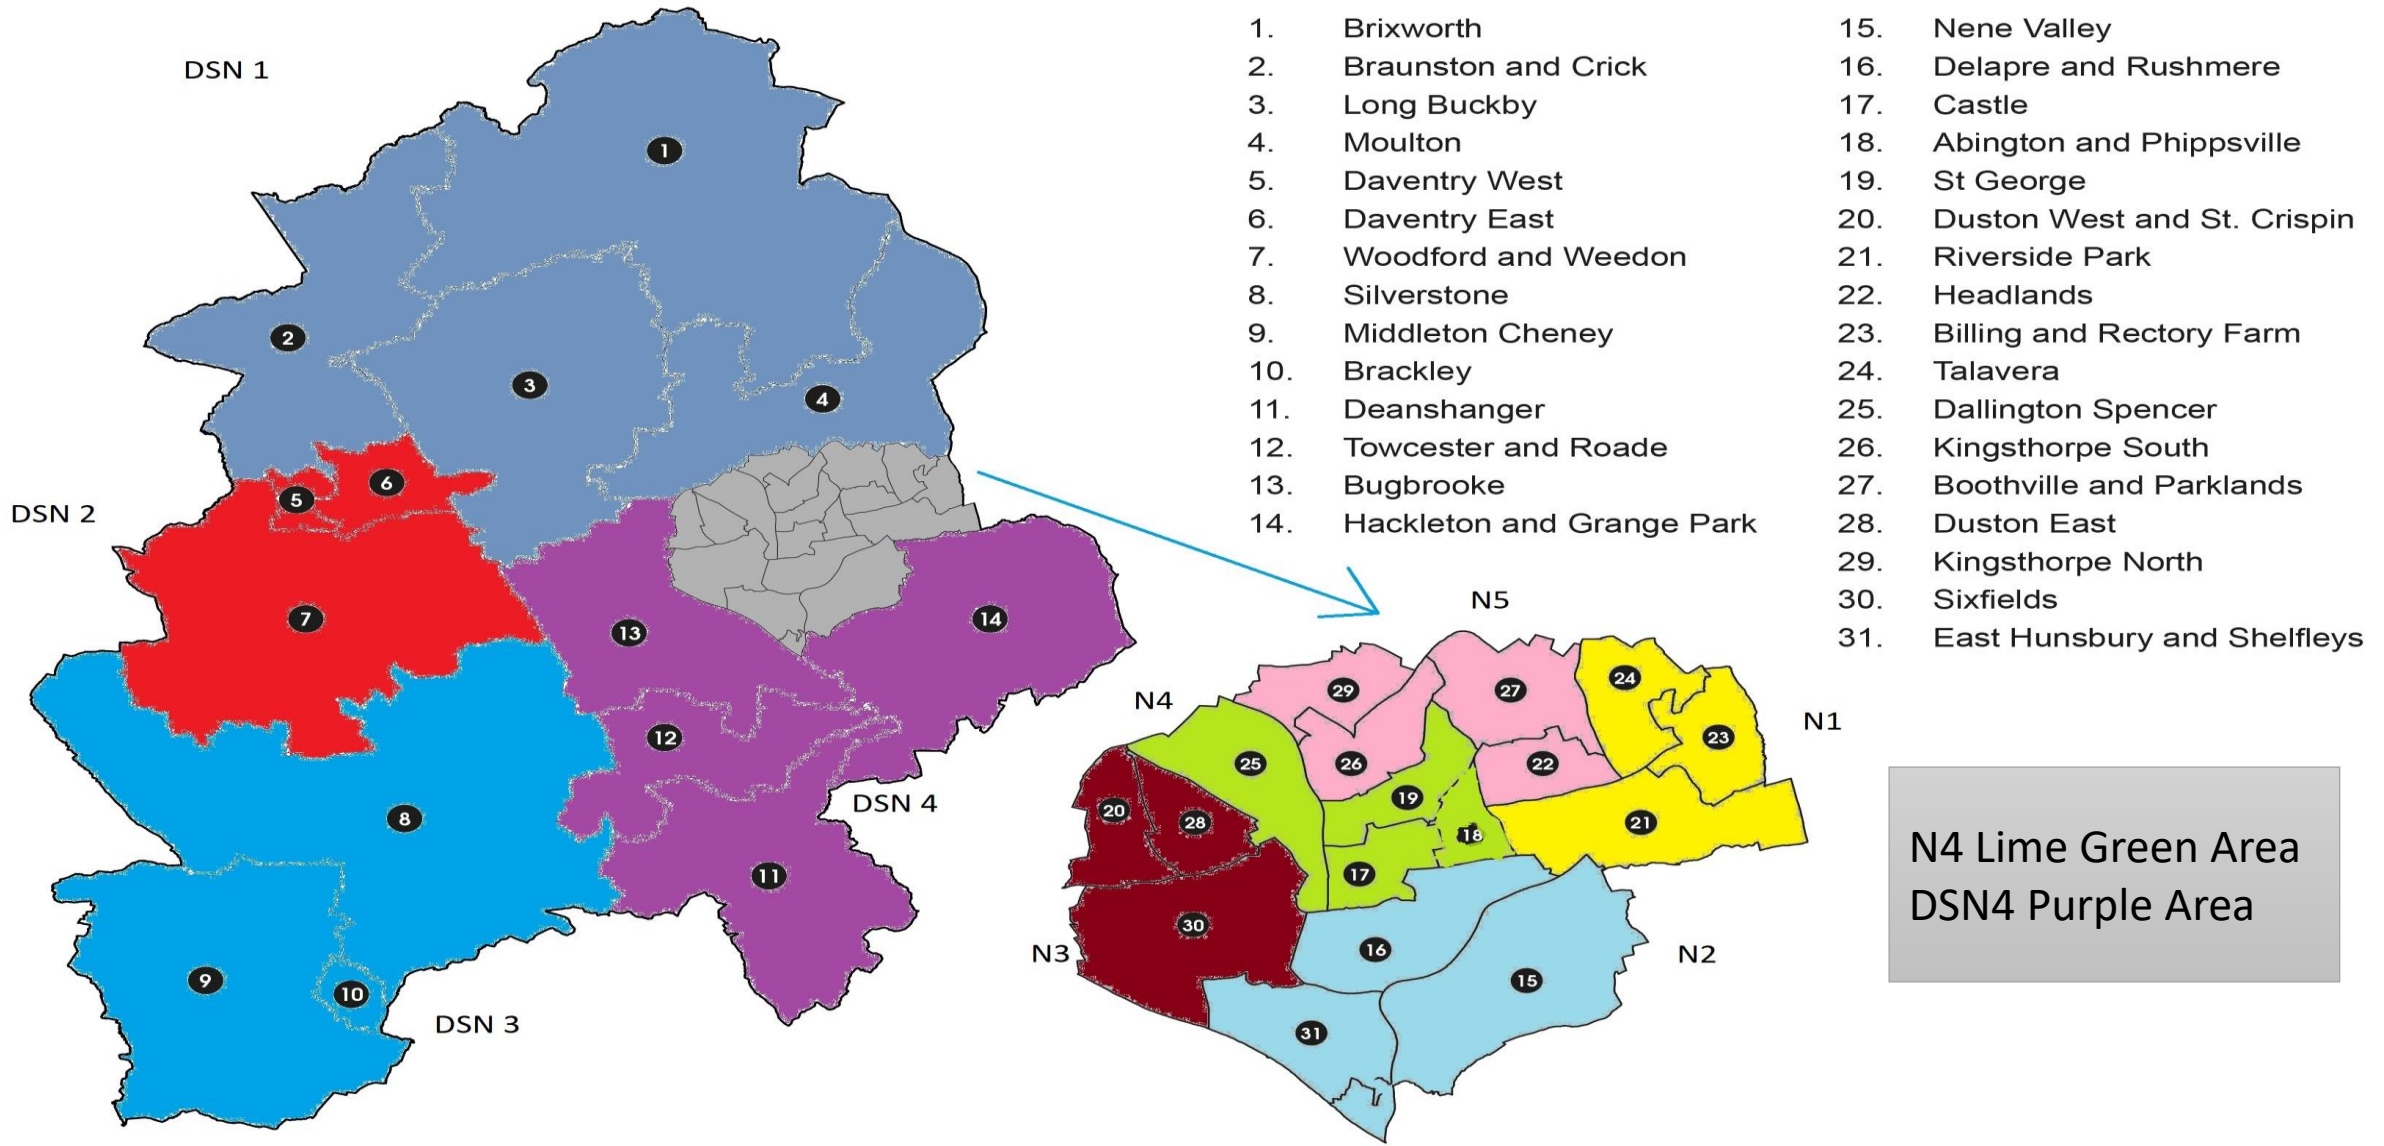 DSN 1
DSN 2
DSN 3
DSN 4
1
2
3
4
5
6
7
8
9
10
11
12
13
14
1. Brixworth
2. Braunston and Crick
3. Long Buckby
4. Moulton
5. Daventry West
6. Daventry East
7. Woodford and Weedon
8. Silverstone
9. Middleton Cheney
10. Brackley
11. Deanshanger
12. Towcester and Roade
13. Bugbrooke
14. Hackleton and Grange Park
15. Nene Valley
16. Delapre and Rushmere
17. Castle
18. Abington and Phippsville
19. St George
20. Duston West and St. Crispin
21. Riverside Park
22. Headlands
23. Billing and Rectory Farm
24. Talavera
25. Dallington Spencer
26. Kingsthorpe South
27. Boothville and Parklands
28. Duston East
29. Kingsthorpe North
30. Sixfields
31. East Hunsbury and Shelfleys
N5
N4
N1
N3
N2
29
27
24
23
25
26
22
19
20
28
18
21
17
30
16
15
31
N4 Lime Green Area
DSN4 Purple Area